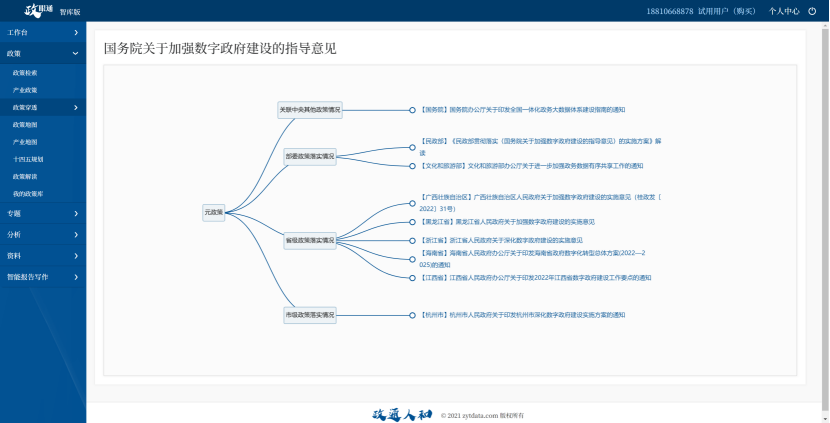 政眼通 智库版
18810668878 试用用户（购买） 个人中心
工作台
政策
政策检索
产业政策
政策穿透
政策地图
产业地图
十四五规划
政策解读
我的政策库
专题
分析
资料
智能报告写作
国务院关于加强数字政府建设的指导意见
元政策
关联中央其他政策情况
【国务院】国务院办公厅关于印发全国一体化政务大数据体系建设指南的通知
部委政策落实情况
【民政部】《民政部贯彻落实〈国务院关于加强数字政府建设的指导意见〉的实施方案》解
读
【文化和旅游部】文化和旅游部办公厅关于进一步加强政务数据有序共享工作的通知
省级政策落实情况
【广西壮族自治区】广西壮族自治区人民政府关于加强数字政府建设的实施意见（桂政发〔
2022〕31号）
【黑龙江省】黑龙江省人民政府关于加强数字政府建设的实施意见
【浙江省】浙江省人民政府关于深化数字政府建设的实施意见
【海南省】海南省人民政府办公厅关于印发海南省政府数字化转型总体方案(2022—2
025)的通知
【江西省】江西省人民政府办公厅关于印发2022年江西省数字政府建设工作要点的通知
市级政策落实情况
【杭州市】杭州市人民政府关于印发杭州市深化数字政府建设实施方案的通知
政通人和 © 2021 zytdata.com 版权所有